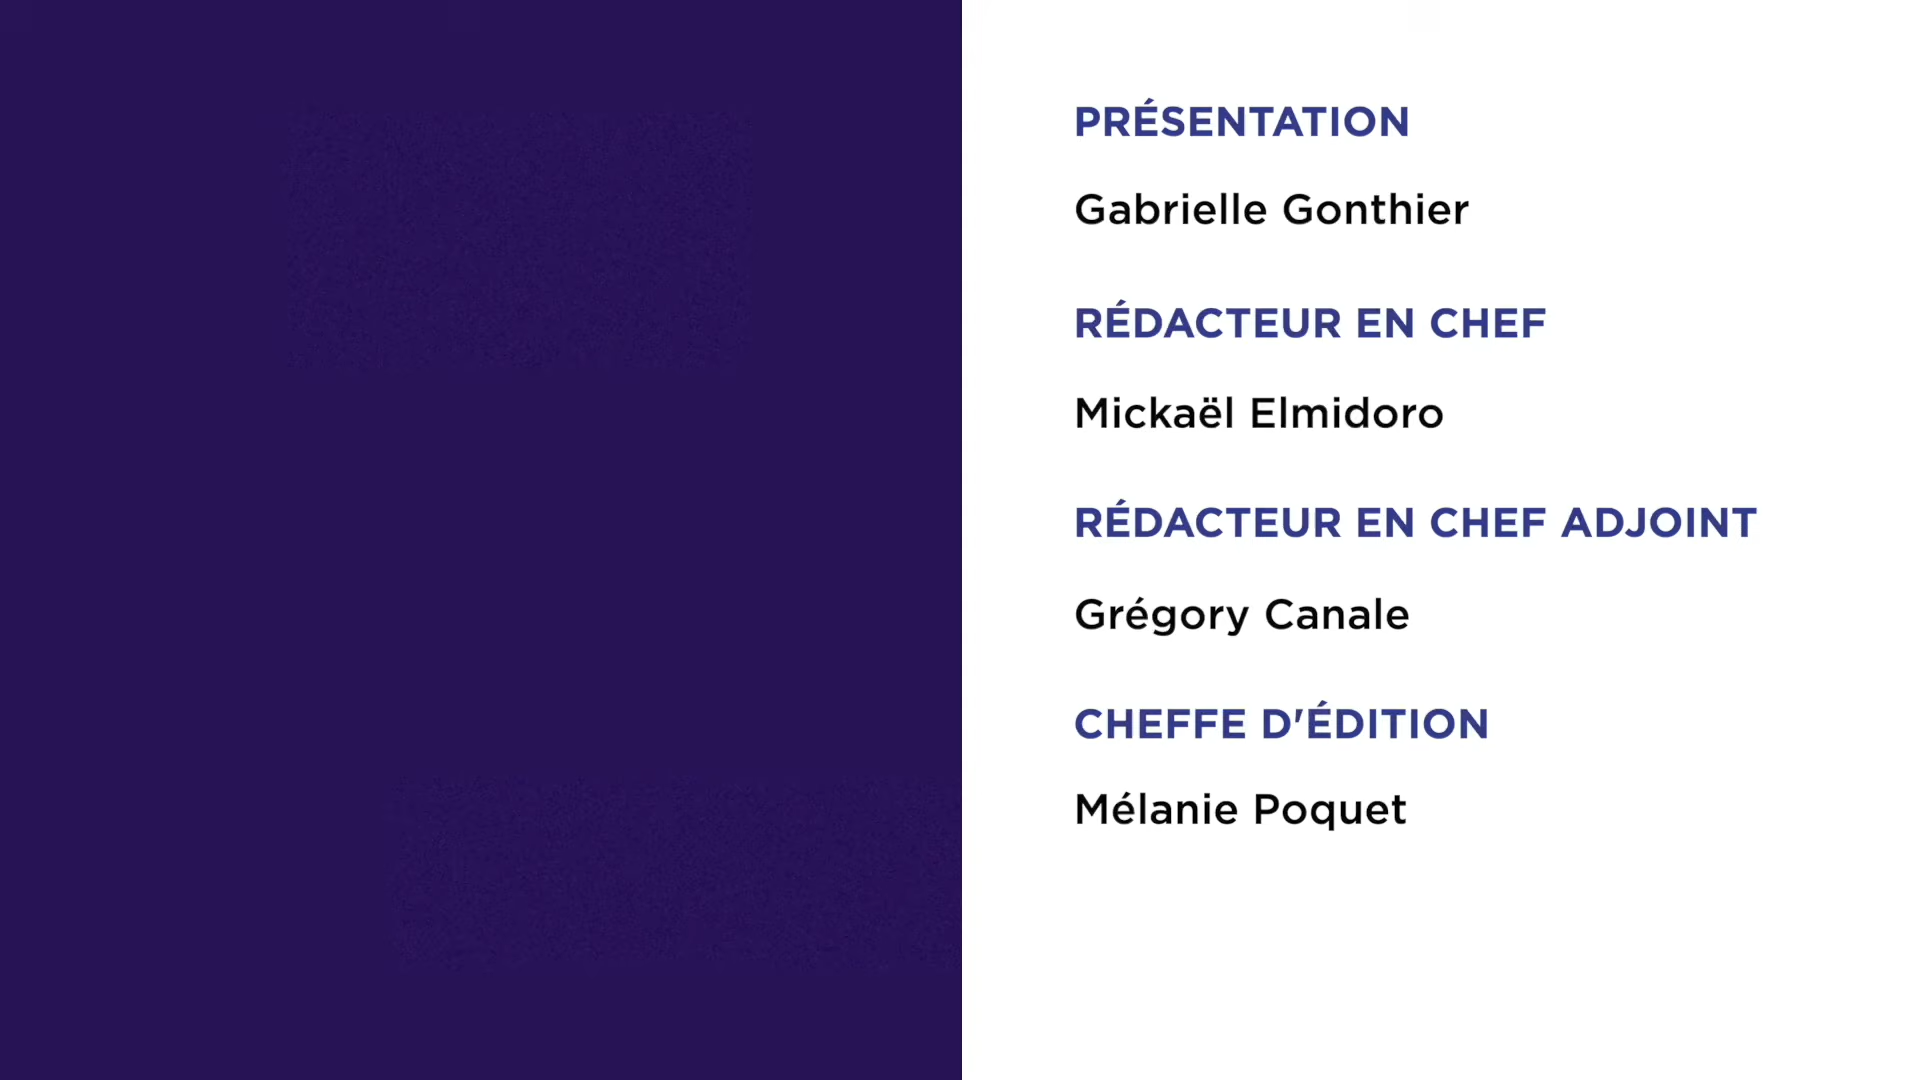 PRÉSENTATION
Gabrielle Gonthier
RÉDACTEUR EN CHEF
Mickaël Elmidoro
RÉDACTEUR EN CHEF ADJOINT
Grégory Canale
CHEFFE D'ÉDITION
Mélanie Poquet